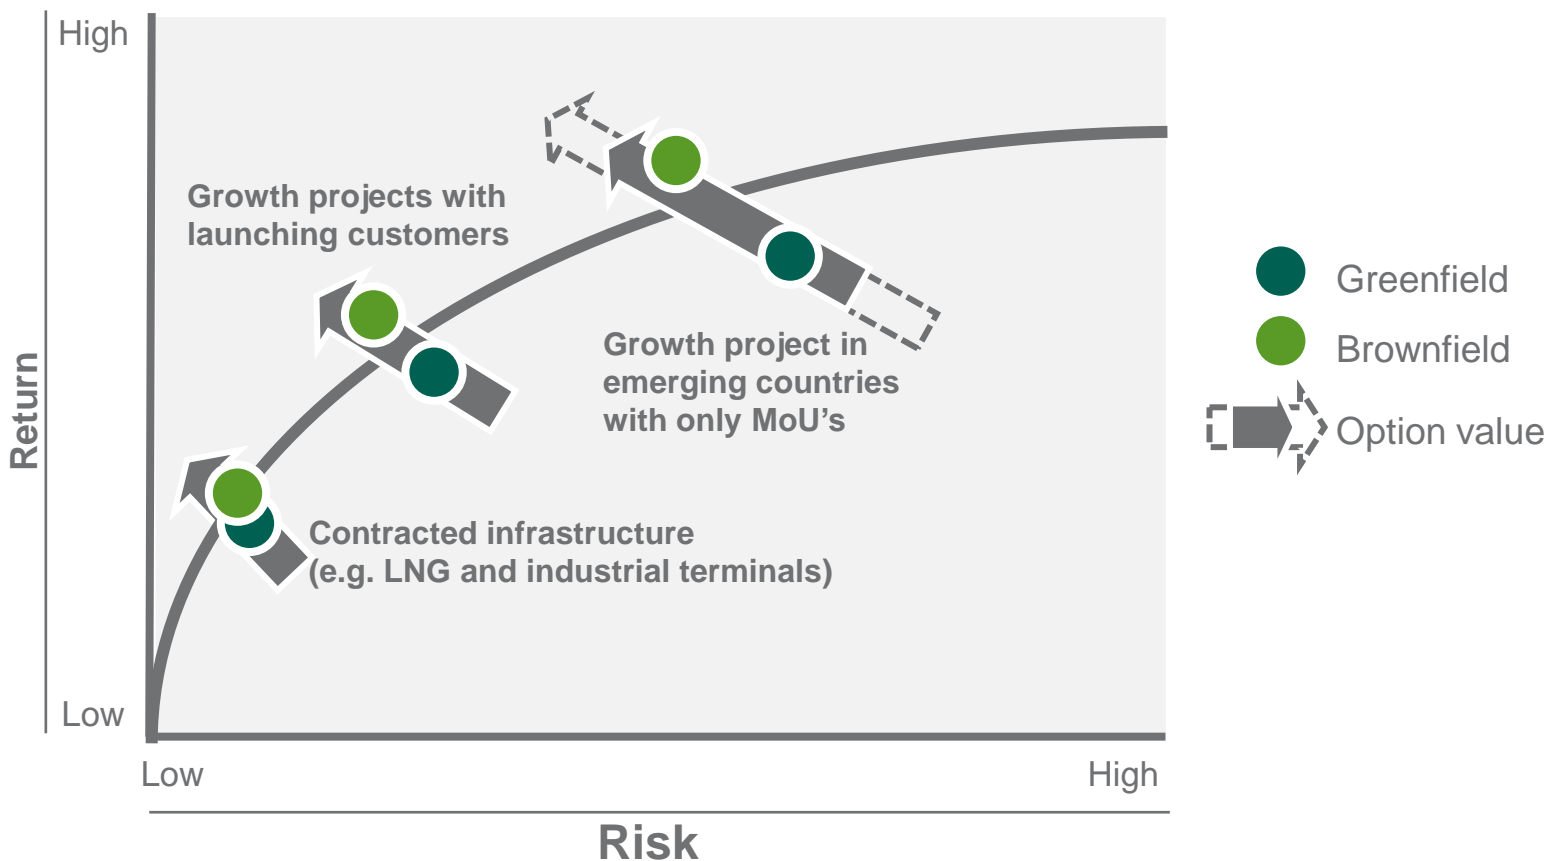 High
Growth projects with
launching customers
Greenfield
Growth project in
emerging countries
with only MoU's
Brownfield
Return
Option value
Contracted infrastructure
(e.g. LNG and industrial terminals)
Low
Low
High
Risk